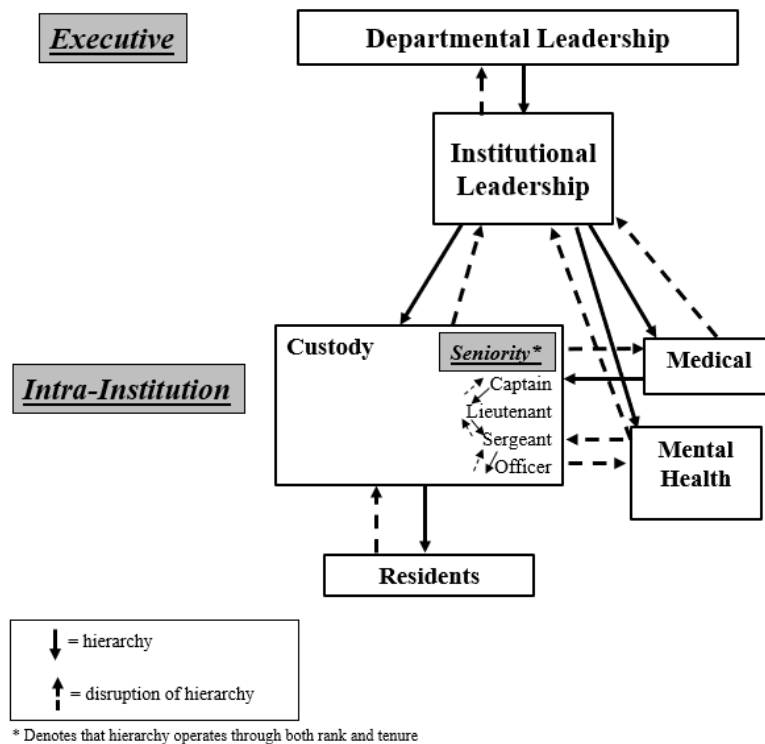 Executive
Departmental Leadership
Institutional
Leadership
Custody
Seniority*
Captain
Lieutenant
Sergeant
Officer
Medical
Intra-Institution
Mental
Health
Residents
= hierarchy
= disruption of hierarchy
* Denotes that hierarchy operates through both rank and tenure